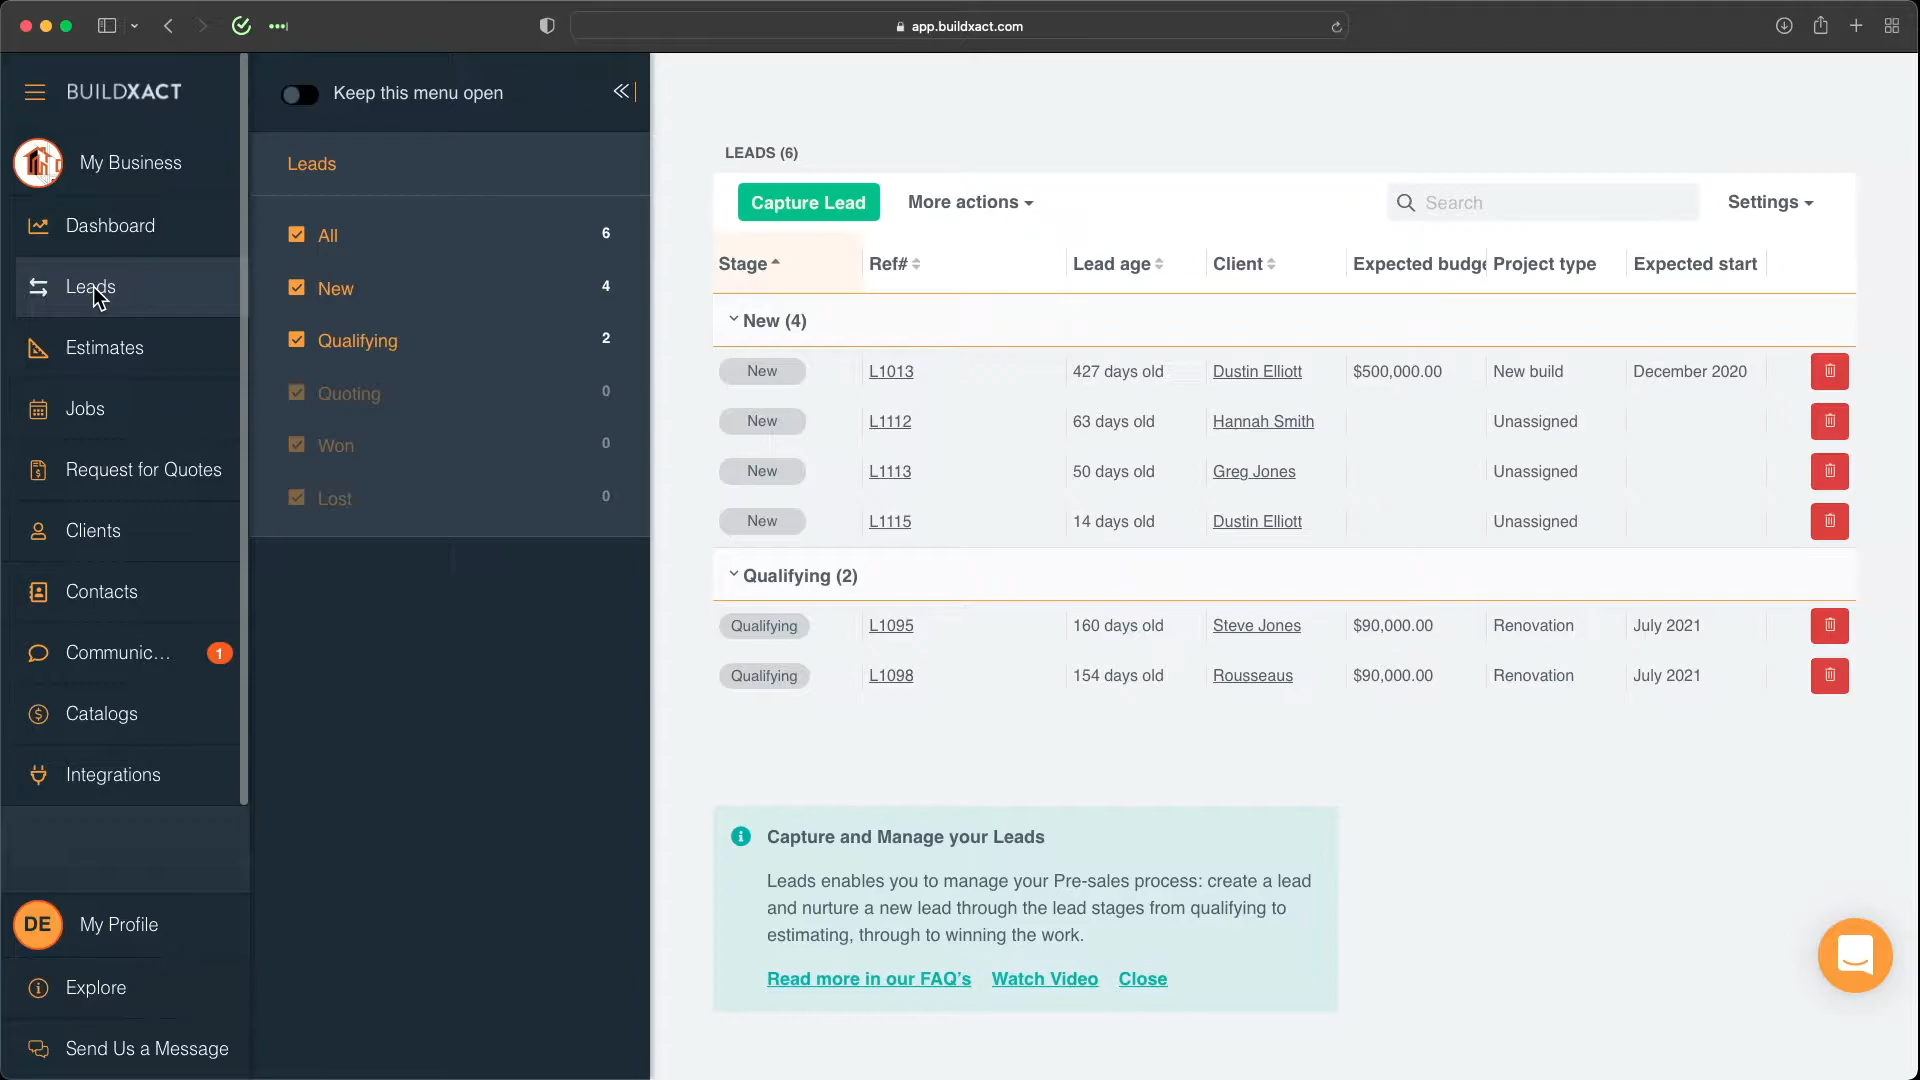 app.buildxact.com
BUILDXACT
My Business
Dashboard
Leads
Estimates
Jobs
Request for Quotes
Clients
Contacts
Communic... 1
Catalogs
Integrations
DE My Profile
Explore
Send Us a Message
Keep this menu open
Leads
All 6
New 4
Qualifying 2
Quoting 0
Won 0
Lost 0
LEADS (6)
Capture Lead More actions Search Settings
Stage Ref# Lead age Client Expected budge Project type Expected start
New (4)
New L1013 427 days old Dustin Elliott $500,000.00 New build December 2020
New L1112 63 days old Hannah Smith Unassigned
New L1113 50 days old Greg Jones Unassigned
New L1115 14 days old Dustin Elliott Unassigned
Qualifying (2)
Qualifying L1095 160 days old Steve Jones $90,000.00 Renovation July 2021
Qualifying L1098 154 days old Rousseaus $90,000.00 Renovation July 2021
Capture and Manage your Leads
Leads enables you to manage your Pre-sales process: create a lead
and nurture a new lead through the lead stages from qualifying to
estimating, through to winning the work.
Read more in our FAQ's Watch Video Close